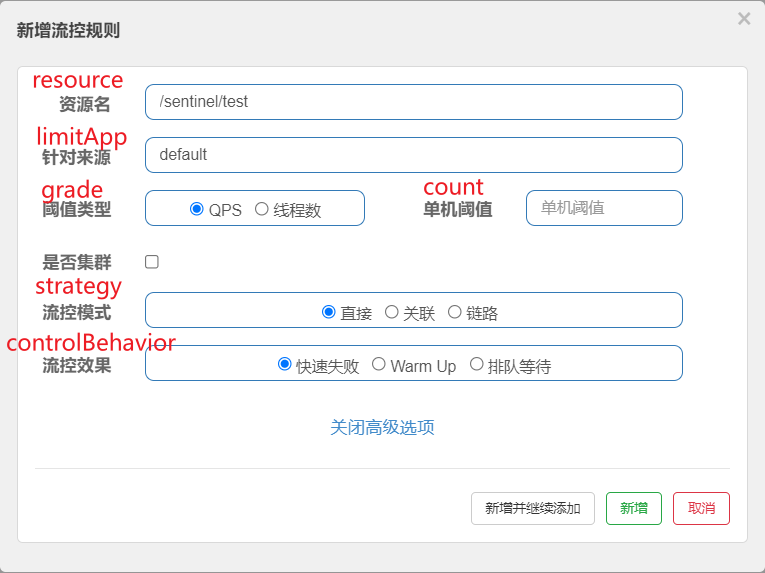 新增流控规则
×
resource
资源名 /sentinel/test
limitApp
针对来源 default
grade count
阈值类型 QPS 线程数 单机阈值 单机阈值
是否集群
strategy
流控模式 直接 关联 链路
controlBehavior
流控效果 快速失败 Warm Up 排队等待
关闭高级选项
新增并继续添加 新增 取消